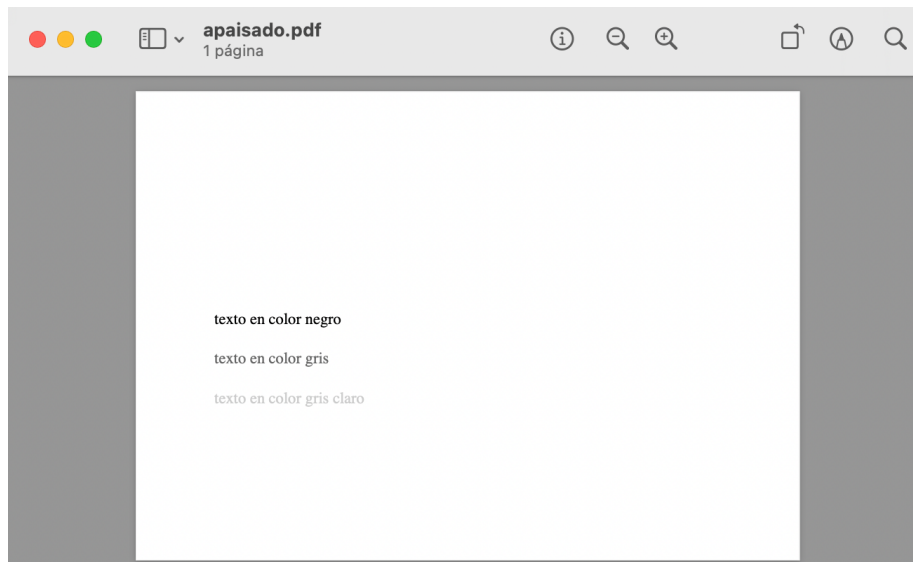 apaisado.pdf
1 página
texto en color negro
texto en color gris
texto en color gris claro